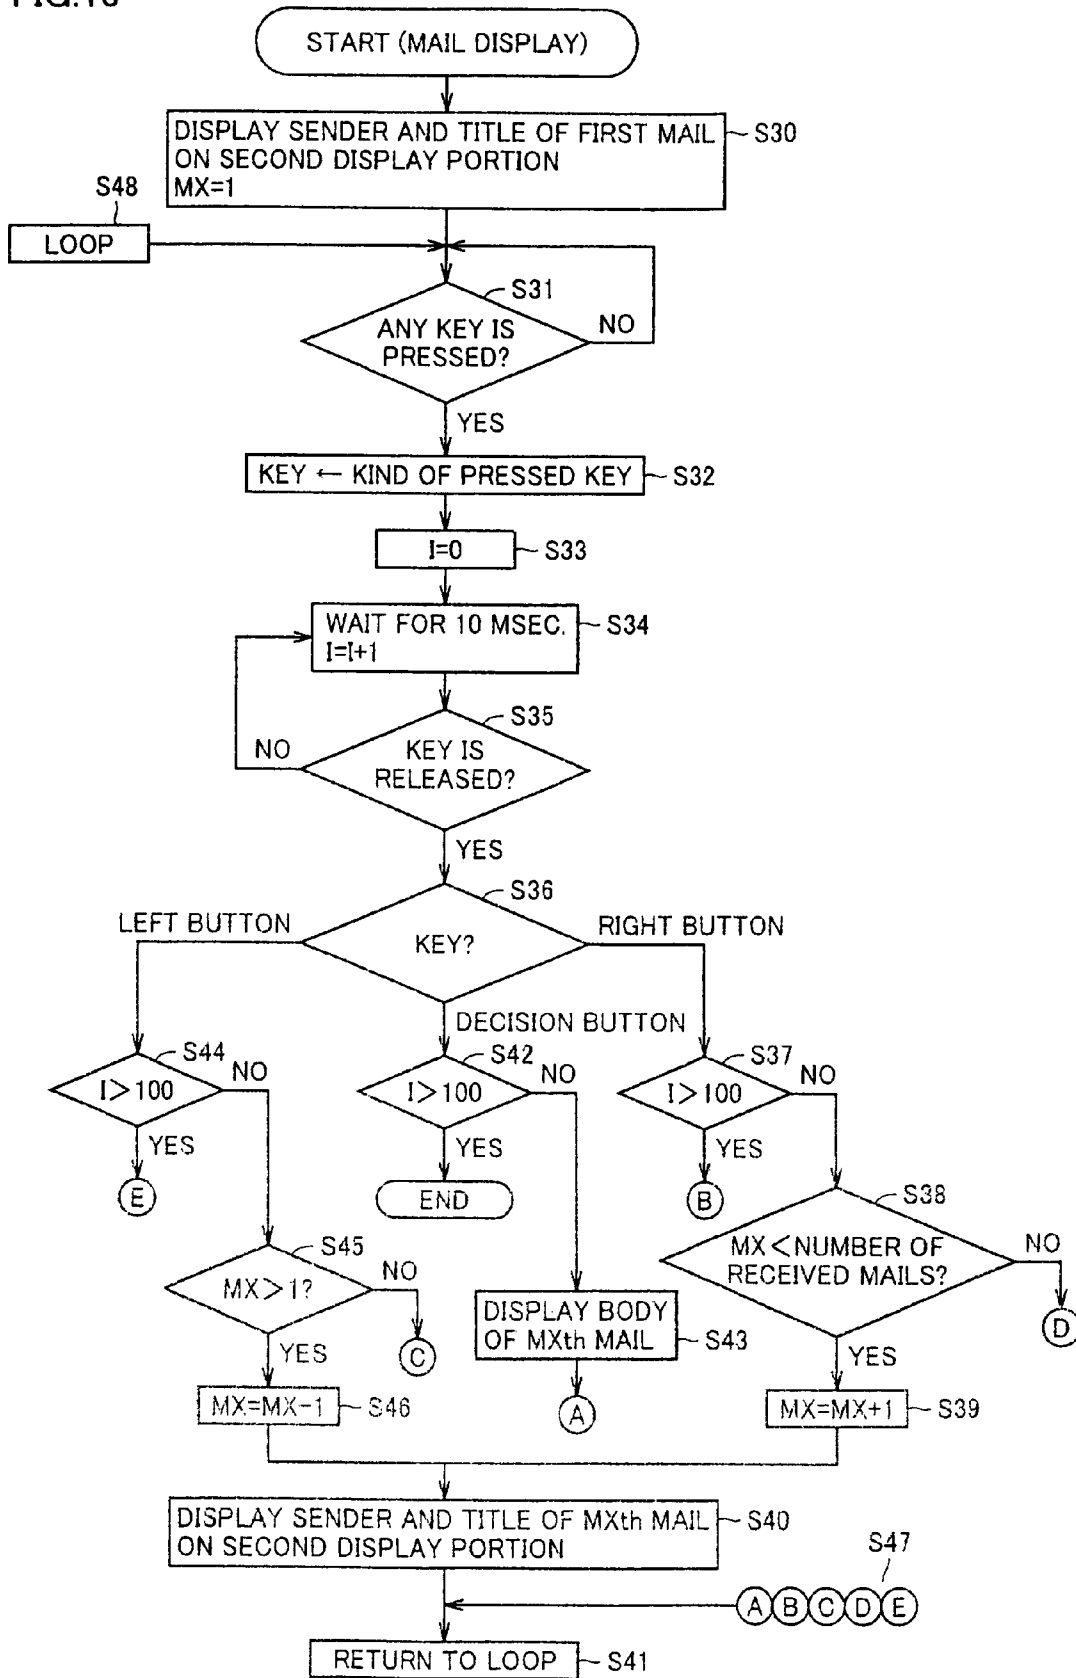 START (MAIL DISPLAY)
DISPLAY SENDER AND TITLE OF FIRST MAIL
ON SECOND DISPLAY PORTION
MX=1
S30
S48
LOOP
S31
ANY KEY IS
PRESSED?
NO
YES
KEY ← KIND OF PRESSED KEY
S32
I=0
S33
WAIT FOR 10 MSEC.
I=I+1
S34
S35
KEY IS
RELEASED?
NO
YES
S36
KEY?
LEFT BUTTON
RIGHT BUTTON
DECISION BUTTON
S44
I>100
NO
YES
E
S42
I>100
NO
YES
END
S37
I>100
NO
YES
B
S38
MX<NUMBER OF
RECEIVED MAILS?
NO
D
YES
S45
MX>1?
NO
C
YES
DISPLAY BODY
OF MXth MAIL
S43
A
MX=MX-1
S46
MX=MX+1
S39
DISPLAY SENDER AND TITLE OF MXth MAIL
ON SECOND DISPLAY PORTION
S40
S47
A B C D E
RETURN TO LOOP
S41